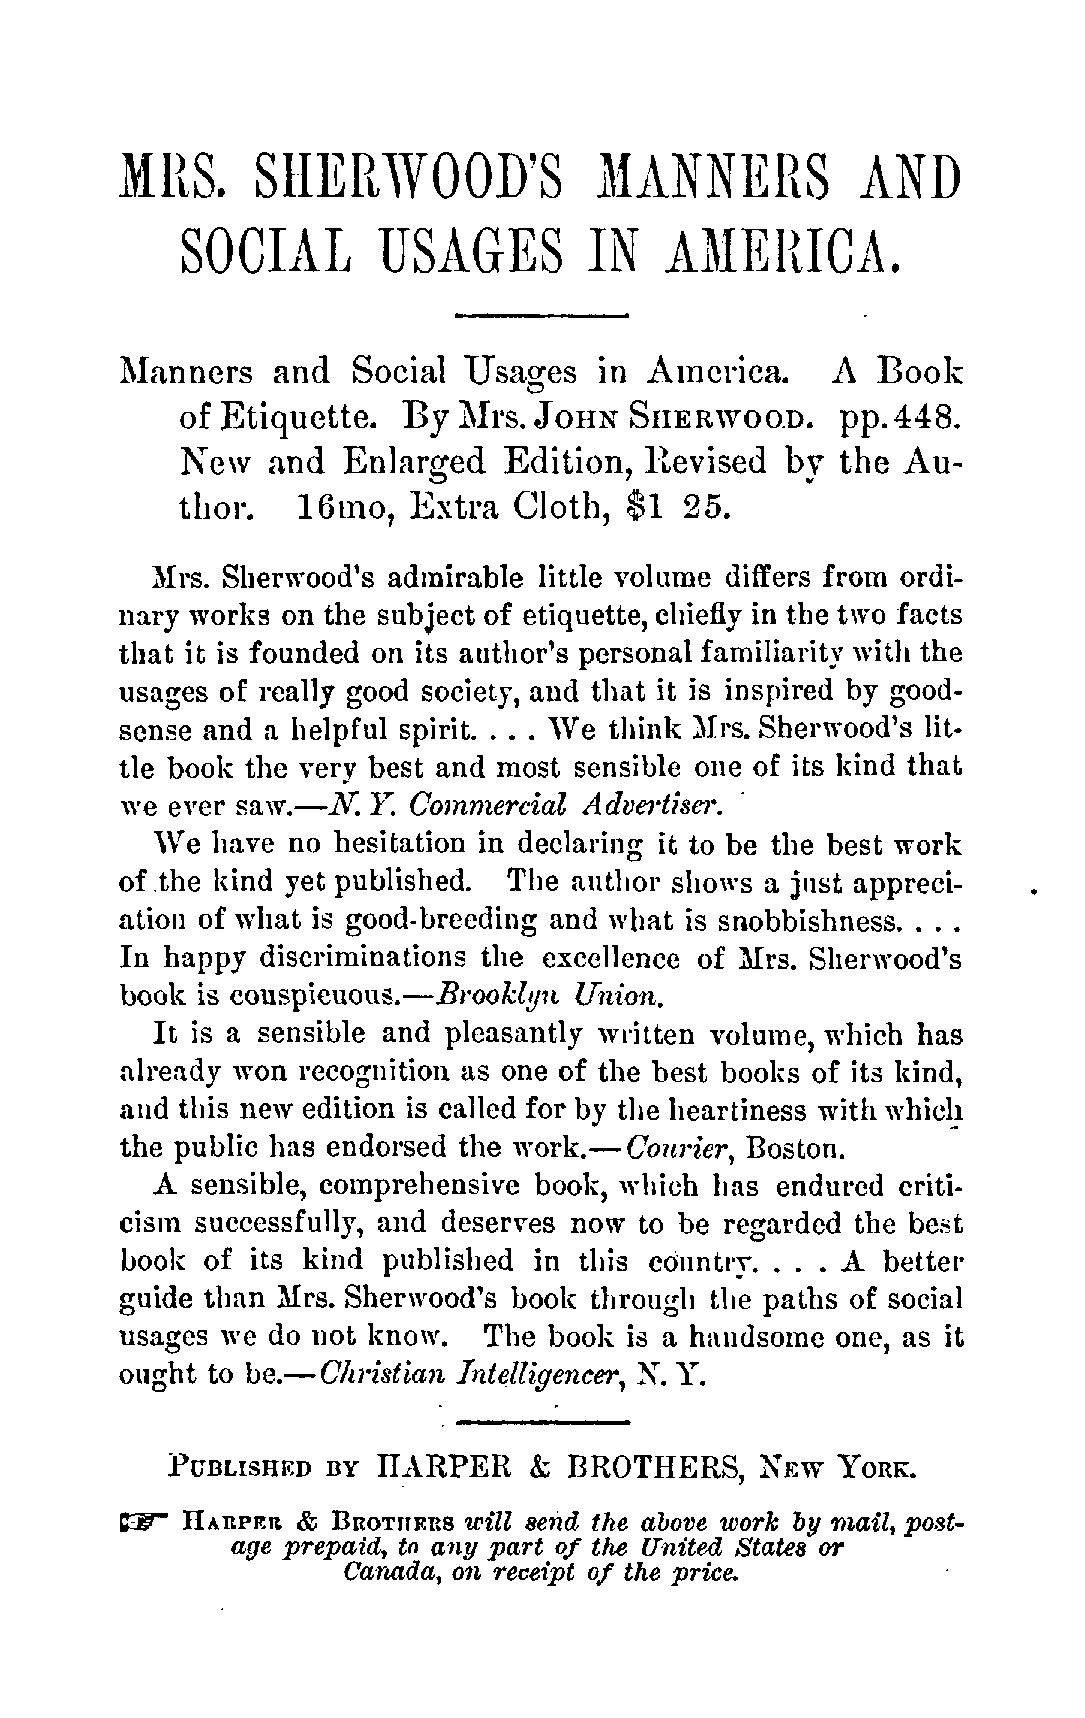 MRS. SHERWOOD'S MANNERS AND
SOCIAL USAGES IN AMERICA.
Manners and Social Usages in America. A Book
of Etiquette. By Mrs. JOHN SHERWOOD. pp. 448.
New and Enlarged Edition, Revised by the Au-
thor. 16mo, Extra Cloth, $1 25.
Mrs. Sherwood's admirable little volume differs from ordi-
nary works on the subject of etiquette, chiefly in the two facts
that it is founded on its author's personal familiarity with the
usages of really good society, and that it is inspired by good-
sense and a helpful spirit. . . . We think Mrs. Sherwood's lit-
tle book the very best and most sensible one of its kind that
we ever saw.—N. Y. Commercial Advertiser.
We have no hesitation in declaring it to be the best work
of the kind yet published. The author shows a just appreci-
ation of what is good-breeding and what is snobbishness. . . .
In happy discriminations the excellence of Mrs. Sherwood's
book is conspicuous.—Brooklyn Union.
It is a sensible and pleasantly written volume, which has
already won recognition as one of the best books of its kind,
and this new edition is called for by the heartiness with which
the public has endorsed the work.—Courier, Boston.
A sensible, comprehensive book, which has endured criti-
cism successfully, and deserves now to be regarded the best
book of its kind published in this country. . . . A better
guide than Mrs. Sherwood's book through the paths of social
usages we do not know. The book is a handsome one, as it
ought to be.—Christian Intelligencer, N. Y.
PUBLISHED BY HARPER & BROTHERS, NEW YORK.
☞ HARPER & BROTHERS will send the above work by mail, post-
age prepaid, to any part of the United States or
Canada, on receipt of the price.